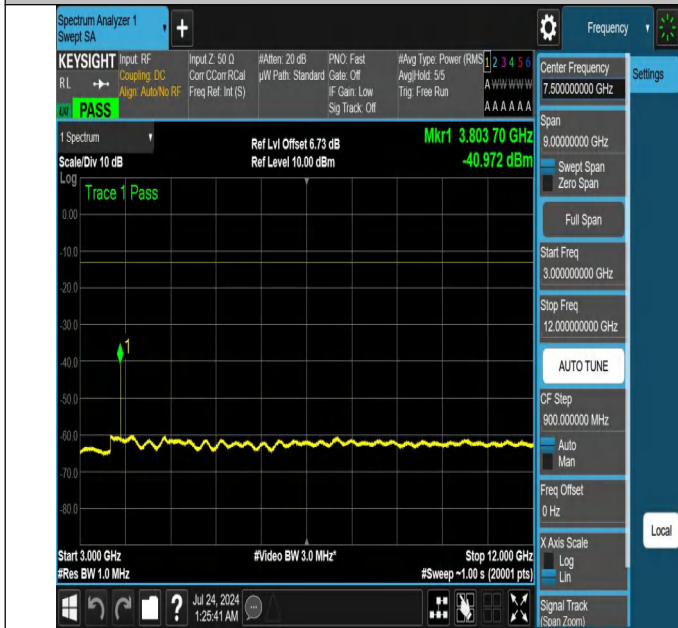 Spectrum Analyzer 1
Swept SA
+
Frequency
KEYSIGHT
RL
PASS
Input: RF
Coupling: DC
Align: Auto/No RF
Input Z: 50 Ω
Corr CCorr RCal
Freq Ref: Int (S)
#Atten: 20 dB
µW Path: Standard
PNO: Fast
Gate: Off
IF Gain: Low
Sig Track: Off
#Avg Type: Power (RMS
Avg|Hold: 5/5
Trig: Free Run
1 2 3 4 5 6
A W W W W W
A A A A A A
Center Frequency
7.500000000 GHz
Settings
Span
9.00000000 GHz
Swept Span
Zero Span
Full Span
Start Freq
3.000000000 GHz
Stop Freq
12.000000000 GHz
AUTO TUNE
CF Step
900.000000 MHz
Auto
Man
Freq Offset
0 Hz
X Axis Scale
Log
Lin
Signal Track
(Span Zoom)
Local
1 Spectrum
Scale/Div 10 dB
Ref Lvl Offset 6.73 dB
Ref Level 10.00 dBm
Mkr1 3.803 70 GHz
-40.972 dBm
Log
Trace 1 Pass
0.00
-10.0
-20.0
-30.0
-40.0
-50.0
-60.0
-70.0
-80.0
1
Start 3.000 GHz
#Res BW 1.0 MHz
#Video BW 3.0 MHz*
Stop 12.000 GHz
#Sweep ~1.00 s (20001 pts)
?
Jul 24, 2024
1:25:41 AM